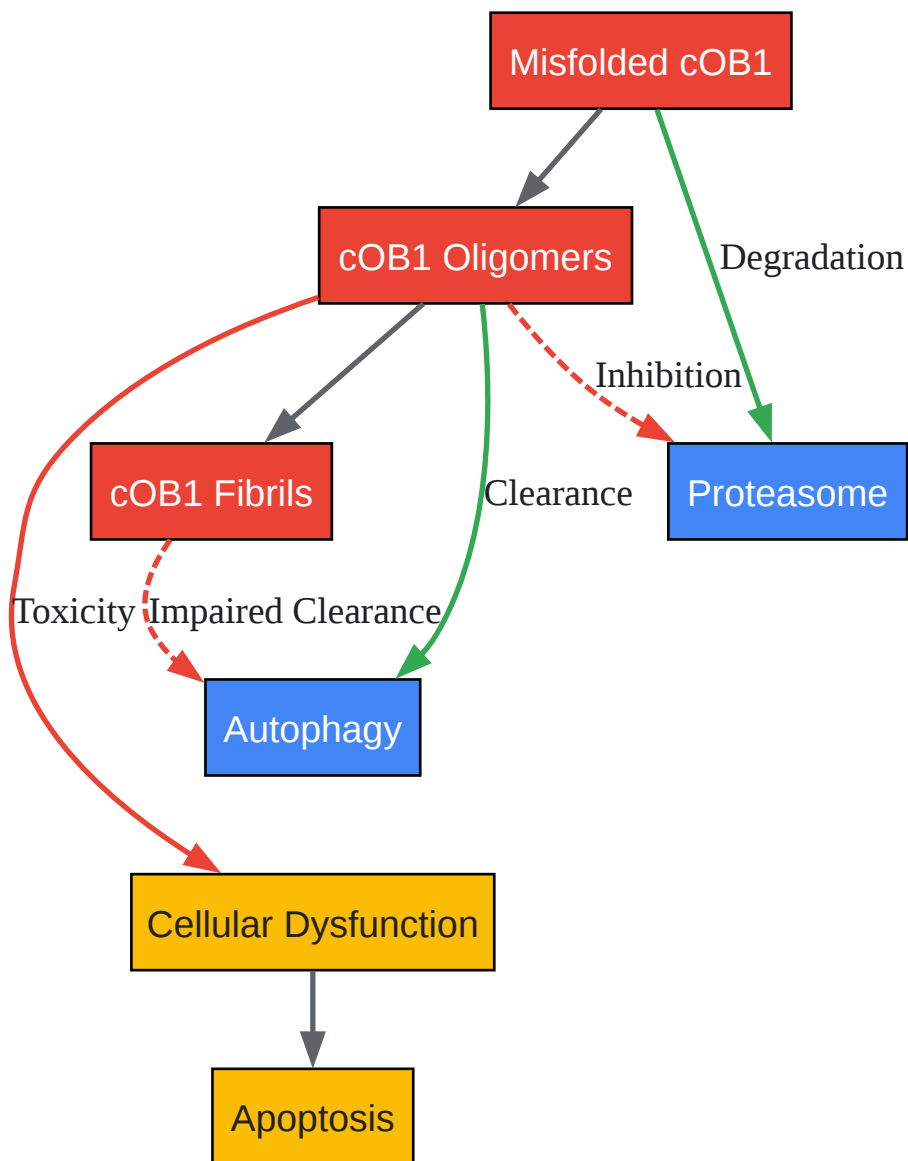 Misfolded cOB1
cOB1 Oligomers
Degradation
Inhibition
cOB1 Fibrils
Clearance
Proteasome
Toxicity
Impaired Clearance
Autophagy
Cellular Dysfunction
Apoptosis